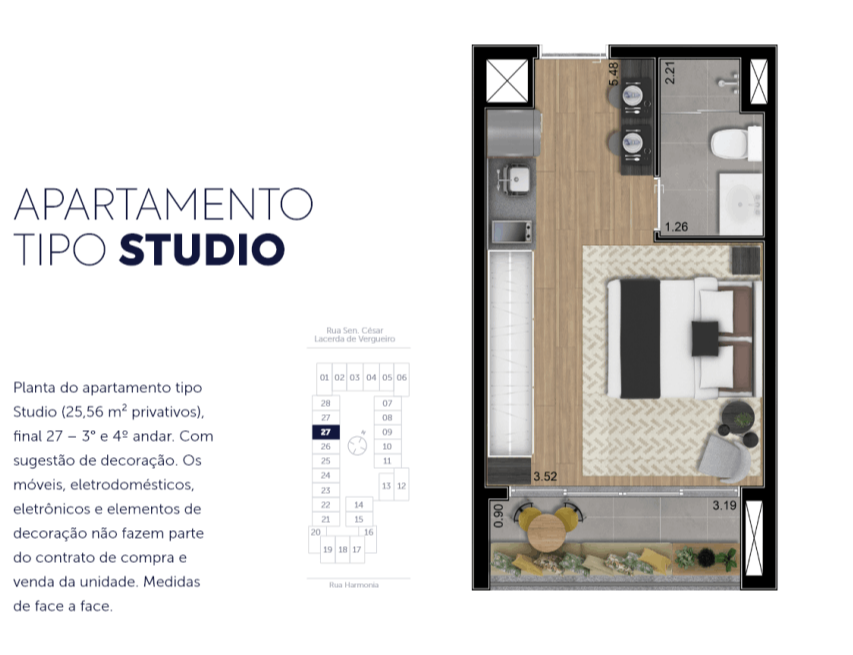 APARTAMENTO
TIPO STUDIO
Planta do apartamento tipo
Studio (25,56 m² privativos),
final 27 – 3° e 4º andar. Com
sugestão de decoração. Os
móveis, eletrodomésticos,
eletrônicos e elementos de
decoração não fazem parte
do contrato de compra e
venda da unidade. Medidas
de face a face.
Rua Sen. César
Lacerda de Vergueiro
01 02 03 04 05 06
28 07
27 08
27 09
26 10
25 11
24
23 13 12
22 14
21 15
20 16
19 18 17
Rua Harmonia
5.48
2.21
1.26
3.52
3.19
0.90